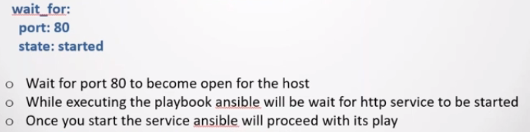 wait_for:
port: 80
state: started
o Wait for port 80 to become open for the host
o While executing the playbook ansible will be wait for http service to be started
o Once you start the service ansible will proceed with its play